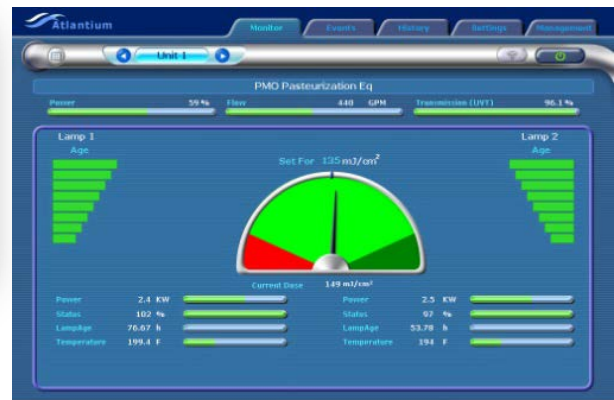 Atlantium
Monitor Events History Settings Management
Unit 1
PMO Pasteurization Eq
Power 59 % Flow 440 GPM Transmission (UVT) 96.1 %
Lamp 1 Lamp 2
Age Age
Set For 135 mJ/cm²
Current Dose 149 mJ/cm²
Power 2.4 KW Power 2.5 KW
Status 102 % Status 97 %
LampAge 76.67 h LampAge 53.78 h
Temperature 199.4 F Temperature 194 F